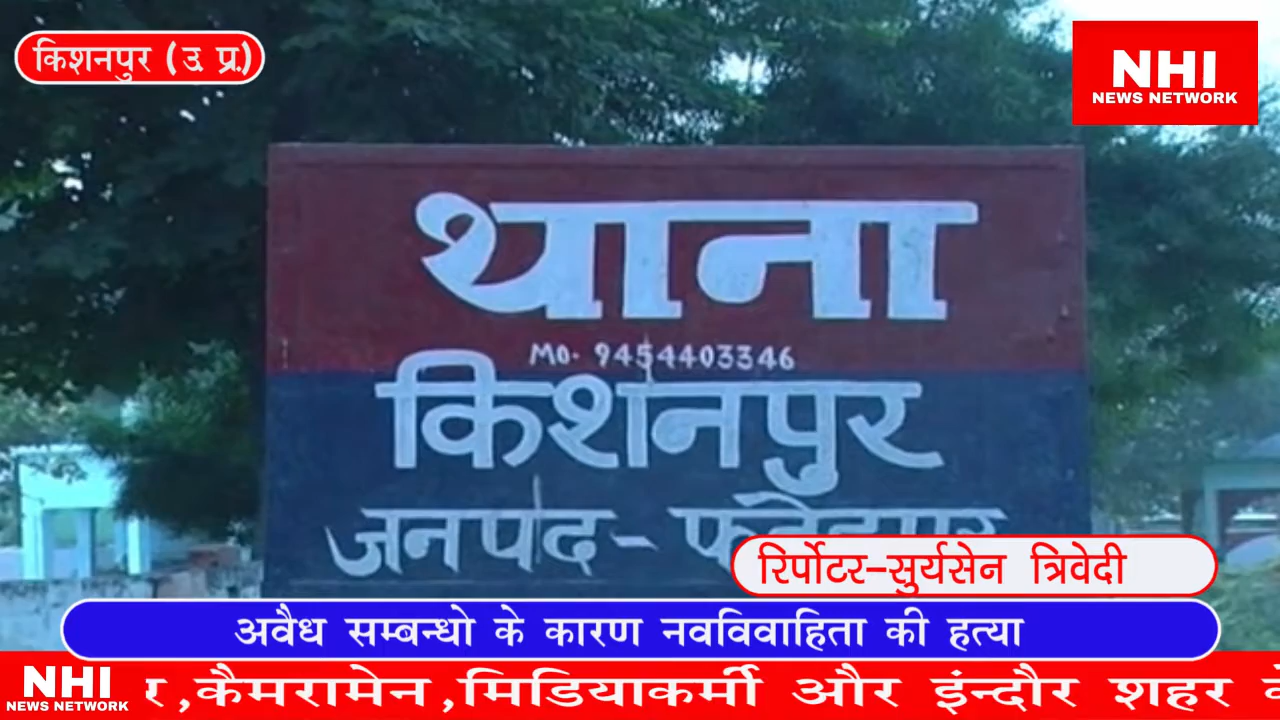 किशनपुर (उ. प्र.)
NHI
NEWS NETWORK
थाना
MO. 9454403346
किशनपुर
जनपद -
रिर्पोटर-सुर्यसेन त्रिवेदी
अवैध सम्बन्धो के कारण नवविवाहिता की हत्या
NHI
NEWS NETWORK
र,कैमरामेन,मिडियाकर्मी और इंन्दौर शहर